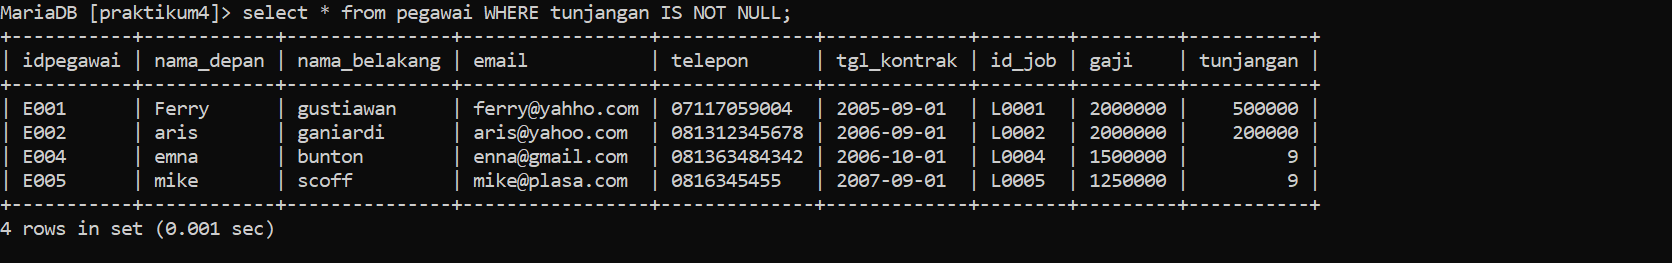 MariaDB [praktikum4]> select * from pegawai WHERE tunjangan IS NOT NULL;
+-----------+------------+---------------+-----------------+--------------+-------------+--------+---------+-----------+
| idpegawai | nama_depan | nama_belakang | email           | telepon      | tgl_kontrak | id_job | gaji    | tunjangan |
+-----------+------------+---------------+-----------------+--------------+-------------+--------+---------+-----------+
| E001      | Ferry      | gustiawan     | ferry@yahho.com | 07117059004  | 2005-09-01  | L0001  | 2000000 |    500000 |
| E002      | aris       | ganiardi      | aris@yahoo.com  | 081312345678 | 2006-09-01  | L0002  | 2000000 |    200000 |
| E004      | emna       | bunton        | enna@gmail.com  | 081363484342 | 2006-10-01  | L0004  | 1500000 |         9 |
| E005      | mike       | scoff         | mike@plasa.com  | 0816345455   | 2007-09-01  | L0005  | 1250000 |         9 |
+-----------+------------+---------------+-----------------+--------------+-------------+--------+---------+-----------+
4 rows in set (0.001 sec)